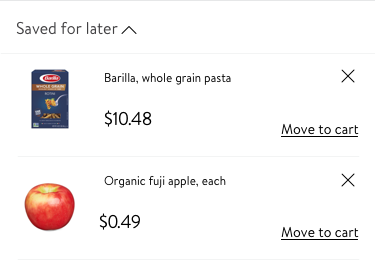 Saved for later
Barilla
WHOLE GRAIN
Barilla, whole grain pasta
$10.48
Move to cart
Organic fuji apple, each
$0.49
Move to cart